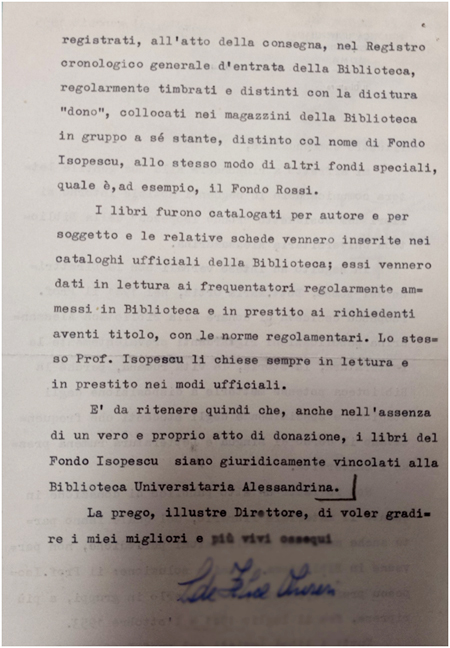 registrati, all'atto della consegna, nel Registro
cronologico generale d'entrata della Biblioteca,
regolarmente timbrati e distinti con la dicitura
"dono", collocati nei magazzini della Biblioteca
in gruppo a sé stante, distinto col nome di Fondo
Isopescu, allo stesso modo di altri fondi speciali,
quale è,ad esempio, il Fondo Rossi.
I libri furono catalogati per autore e per
soggetto e le relative schede vennero inserite nei
cataloghi ufficiali della Biblioteca; essi vennero
dati in lettura ai frequentatori regolarmente am=
messi in Biblioteca e in prestito ai richiedenti
aventi titolo, con le norme regolamentari. Lo stes=
so Prof. Isopescu li chiese sempre in lettura e
in prestito nei modi ufficiali.
E' da ritenere quindi che, anche nell'assenza
di un vero e proprio atto di donazione, i libri del
Fondo Isopescu siano giuridicamente vincolati alla
Biblioteca Universitaria Alessandrina.
La prego, illustre Direttore, di voler gradi=
re i miei migliori e più vivi ossequi